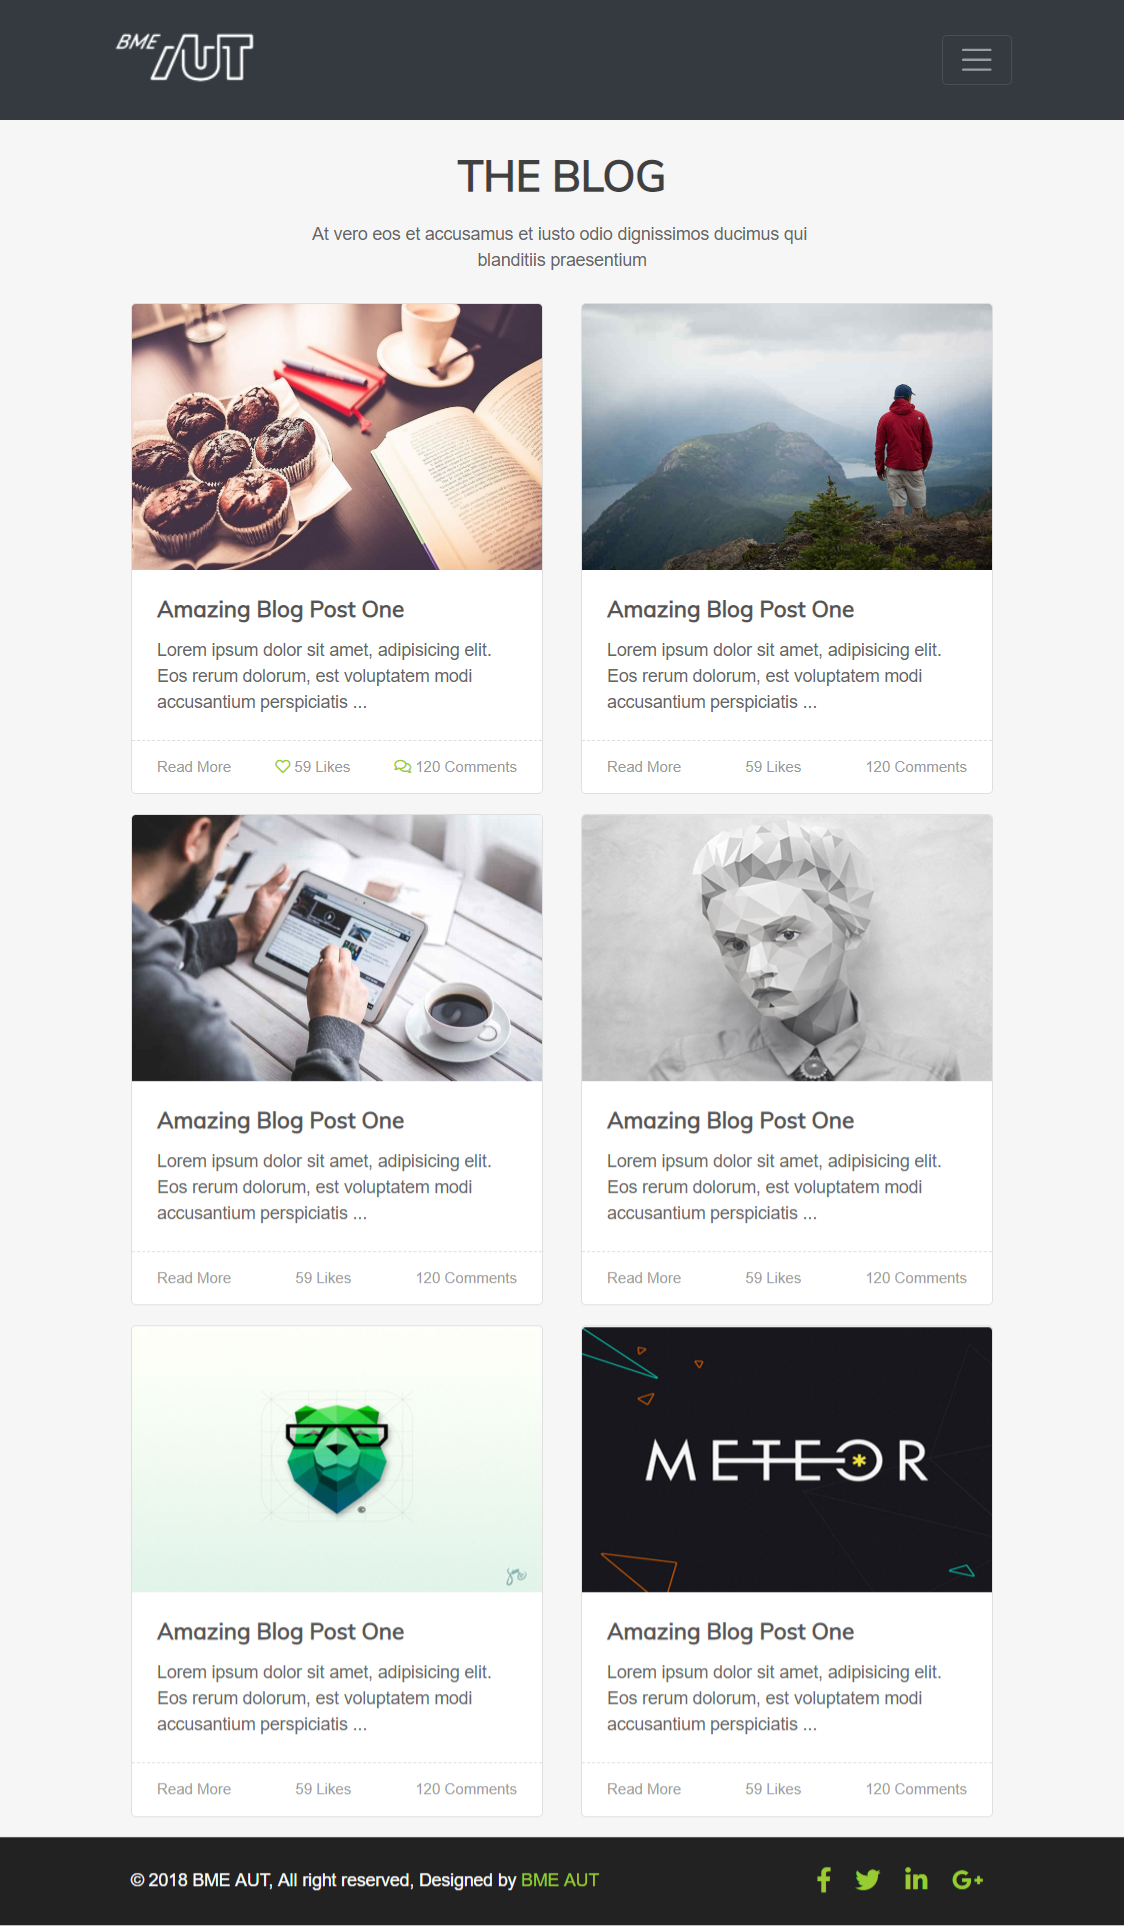 BME AUT
THE BLOG
At vero eos et accusamus et iusto odio dignissimos ducimus qui
blanditiis praesentium
Amazing Blog Post One
Lorem ipsum dolor sit amet, adipisicing elit.
Eos rerum dolorum, est voluptatem modi
accusantium perspiciatis ...
Read More 59 Likes 120 Comments
Amazing Blog Post One
Lorem ipsum dolor sit amet, adipisicing elit.
Eos rerum dolorum, est voluptatem modi
accusantium perspiciatis ...
Read More 59 Likes 120 Comments
Amazing Blog Post One
Lorem ipsum dolor sit amet, adipisicing elit.
Eos rerum dolorum, est voluptatem modi
accusantium perspiciatis ...
Read More 59 Likes 120 Comments
Amazing Blog Post One
Lorem ipsum dolor sit amet, adipisicing elit.
Eos rerum dolorum, est voluptatem modi
accusantium perspiciatis ...
Read More 59 Likes 120 Comments
Amazing Blog Post One
Lorem ipsum dolor sit amet, adipisicing elit.
Eos rerum dolorum, est voluptatem modi
accusantium perspiciatis ...
Read More 59 Likes 120 Comments
METEOR
Amazing Blog Post One
Lorem ipsum dolor sit amet, adipisicing elit.
Eos rerum dolorum, est voluptatem modi
accusantium perspiciatis ...
Read More 59 Likes 120 Comments
© 2018 BME AUT, All right reserved, Designed by BME AUT